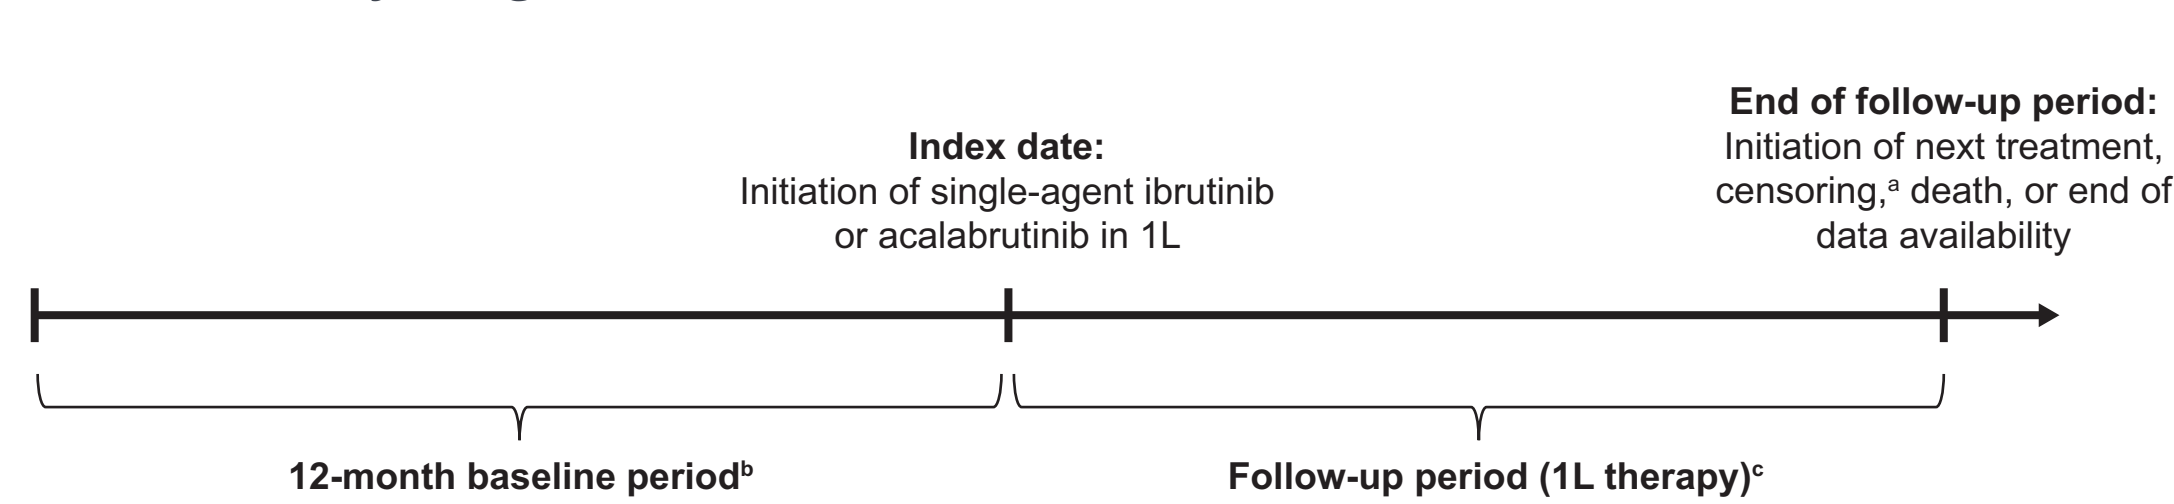 End of follow-up period:
Initiation of next treatment,
censoring,ᵃ death, or end of
data availability
Index date:
Initiation of single-agent ibrutinib
or acalabrutinib in 1L
12-month baseline periodᵇ
Follow-up period (1L therapy)ᶜ